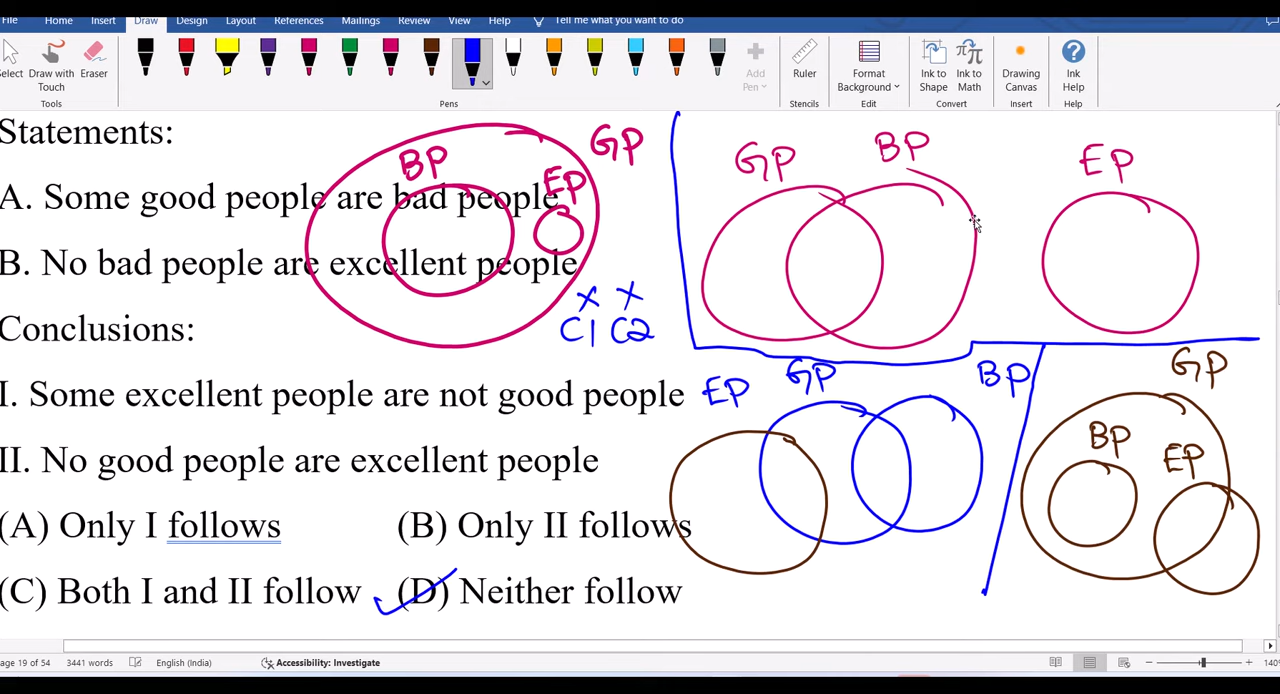 File Home Insert Draw Design Layout References Mailings Review View Help Tell me what you want to do
Select Draw with Touch Eraser Add Pen Ruler Format Background Ink to Shape Ink to Math Drawing Canvas Ink Help
Tools Pens Stencils Edit Convert Insert Help
Statements:
BP EP GP
A. Some good people are bad people
B. No bad people are excellent people
C1 C2
GP BP EP
Conclusions:
I. Some excellent people are not good people
II. No good people are excellent people
(A) Only I follows (B) Only II follows
(C) Both I and II follow (D) Neither follow
EP GP BP
GP
BP EP
age 19 of 54 3441 words English (India) Accessibility: Investigate 140